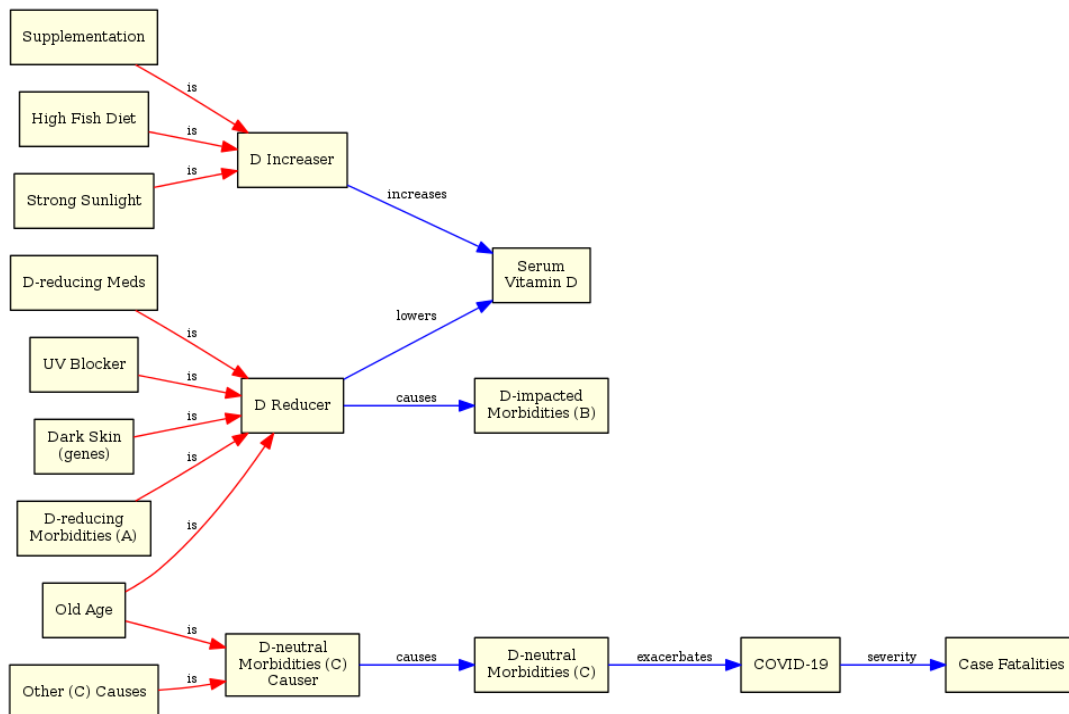 Supplementation
is
High Fish Diet
is
D Increaser
Strong Sunlight
is
increases
Serum
Vitamin D
D-reducing Meds
is
lowers
UV Blocker
is
D Reducer
causes
D-impacted
Morbidities (B)
Dark Skin
(genes)
is
D-reducing
Morbidities (A)
is
Old Age
is
is
D-neutral
Morbidities (C)
Causer
causes
D-neutral
Morbidities (C)
exacerbates
COVID-19
severity
Case Fatalities
Other (C) Causes
is